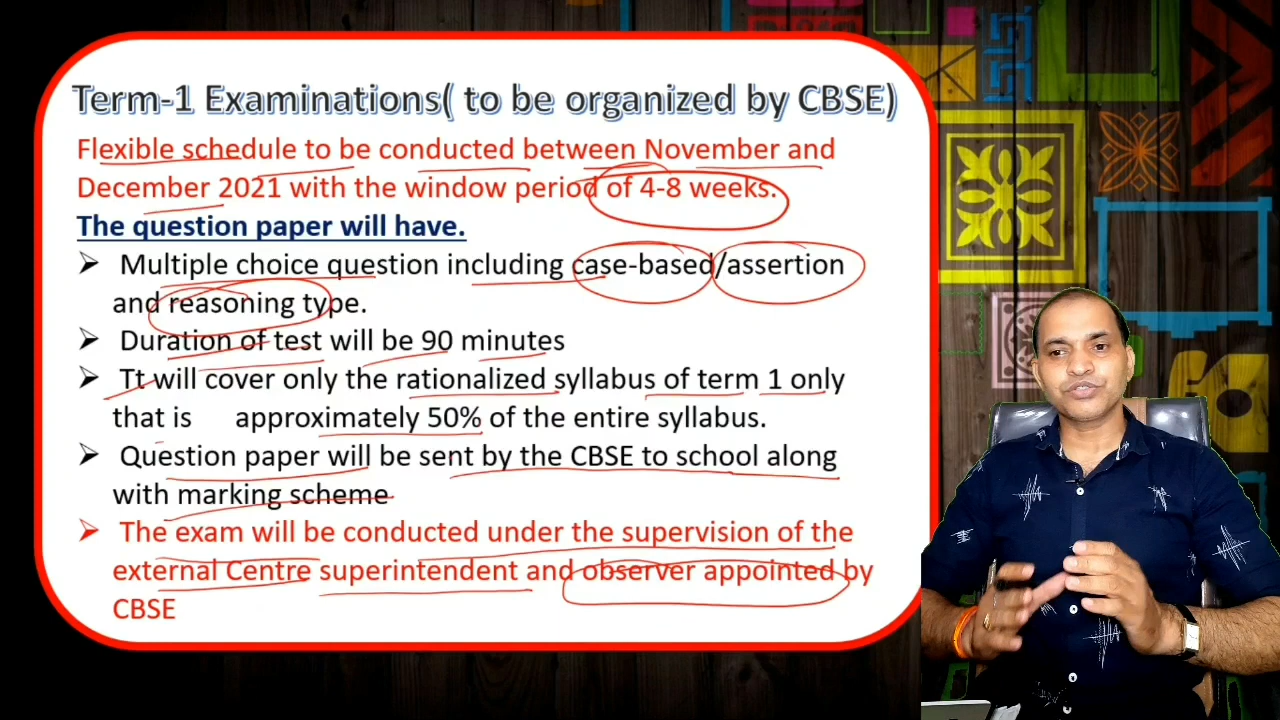 Term-1 Examinations( to be organized by CBSE)
Flexible schedule to be conducted between November and
December 2021 with the window period of 4-8 weeks.
The question paper will have.
➢ Multiple choice question including case-based/assertion
and reasoning type.
➢ Duration of test will be 90 minutes
➢ Tt will cover only the rationalized syllabus of term 1 only
that is approximately 50% of the entire syllabus.
➢ Question paper will be sent by the CBSE to school along
with marking scheme
➢ The exam will be conducted under the supervision of the
external Centre superintendent and observer appointed by
CBSE